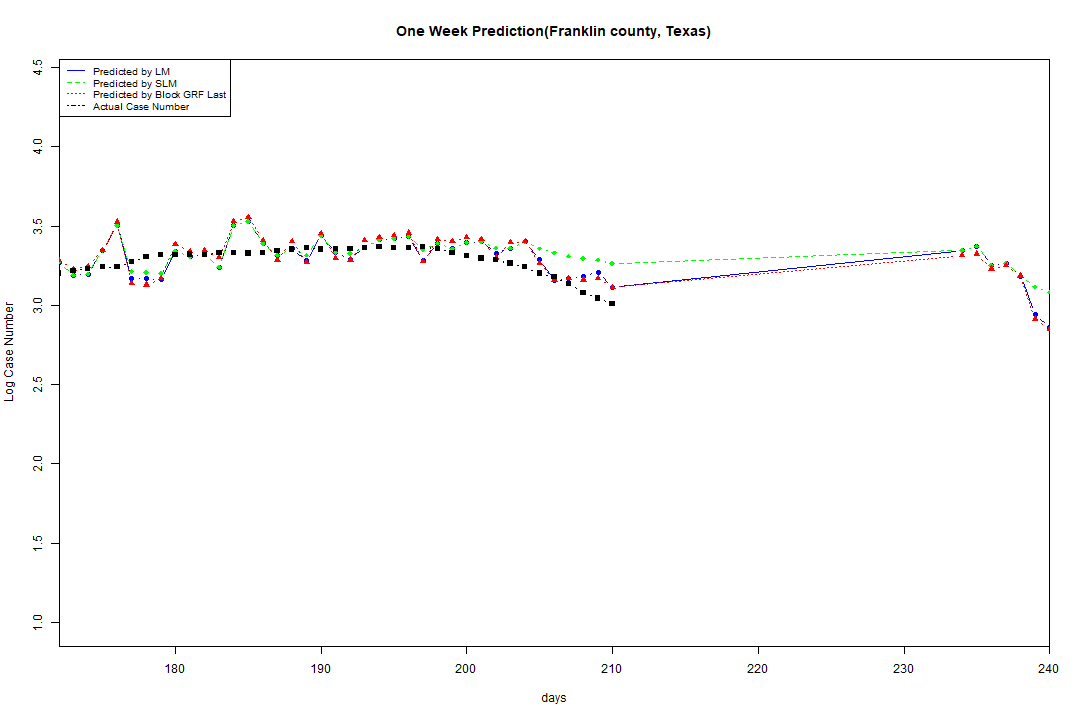 One Week Prediction(Franklin county, Texas)
Predicted by LM
Predicted by SLM
Predicted by Block GRF Last
Actual Case Number
4.5
4.0
3.5
3.0
2.5
2.0
1.5
1.0
Log Case Number
180 190 200 210 220 230 240
days